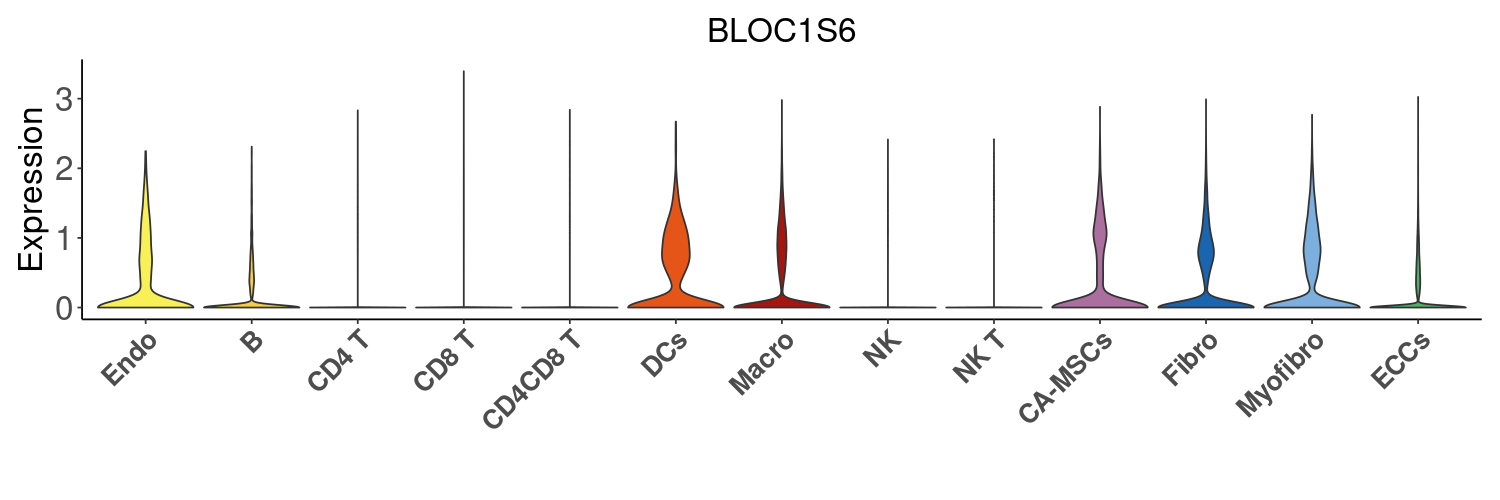 BLOC1S6
Expression
3
2
1
0
Endo
B
CD4 T
CD8 T
CD4CD8 T
DCs
Macro
NK
NK T
CA-MSCs
Fibro
Myofibro
ECCs